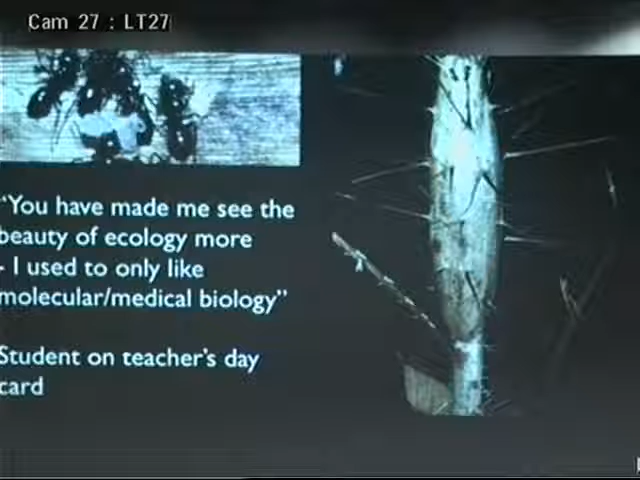 Cam 27 : LT27
"You have made me see the
beauty of ecology more
- I used to only like
molecular/medical biology"
Student on teacher's day
card